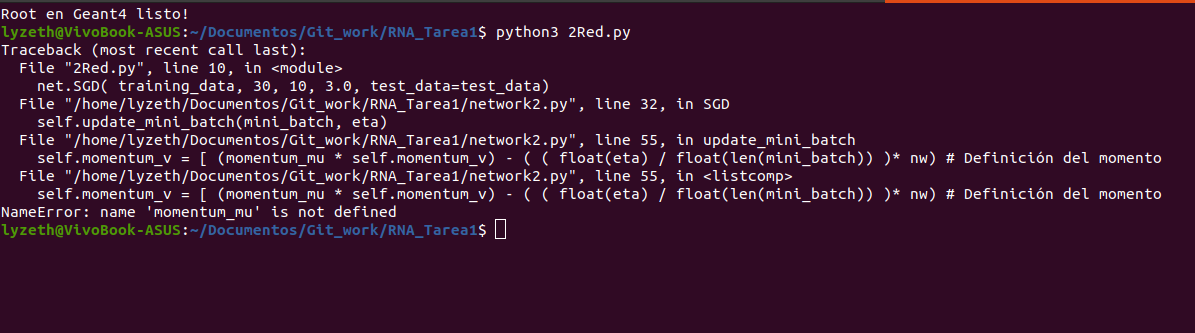 Root en Geant4 listo!
lyzeth@VivoBook-ASUS:~/Documentos/Git_work/RNA_Tarea1$ python3 2Red.py
Traceback (most recent call last):
  File "2Red.py", line 10, in <module>
    net.SGD( training_data, 30, 10, 3.0, test_data=test_data)
  File "/home/lyzeth/Documentos/Git_work/RNA_Tarea1/network2.py", line 32, in SGD
    self.update_mini_batch(mini_batch, eta)
  File "/home/lyzeth/Documentos/Git_work/RNA_Tarea1/network2.py", line 55, in update_mini_batch
    self.momentum_v = [ (momentum_mu * self.momentum_v) - ( ( float(eta) / float(len(mini_batch)) )* nw) # Definición del momento
  File "/home/lyzeth/Documentos/Git_work/RNA_Tarea1/network2.py", line 55, in <listcomp>
    self.momentum_v = [ (momentum_mu * self.momentum_v) - ( ( float(eta) / float(len(mini_batch)) )* nw) # Definición del momento
NameError: name 'momentum_mu' is not defined
lyzeth@VivoBook-ASUS:~/Documentos/Git_work/RNA_Tarea1$